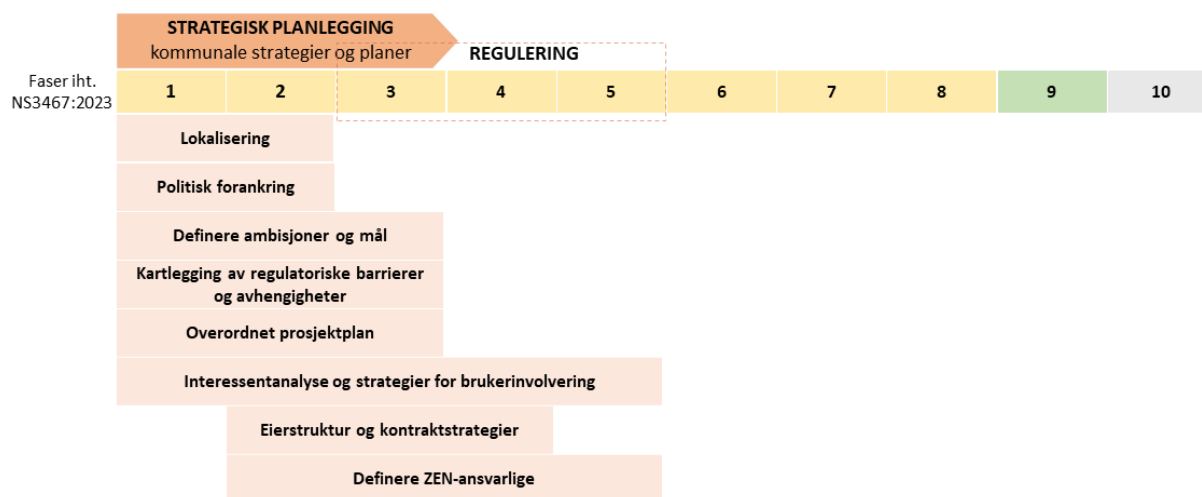 STRATEGISK PLANLEGGING
kommunale strategier og planer
REGULERING
Faser iht.
NS3467:2023
1 2 3 4 5 6 7 8 9 10
Lokalisering
Politisk forankring
Definere ambisjoner og mål
Kartlegging av regulatoriske barrierer
og avhengigheter
Overordnet prosjektplan
Interessentanalyse og strategier for brukerinvolvering
Eierstruktur og kontraktstrategier
Definere ZEN-ansvarlige